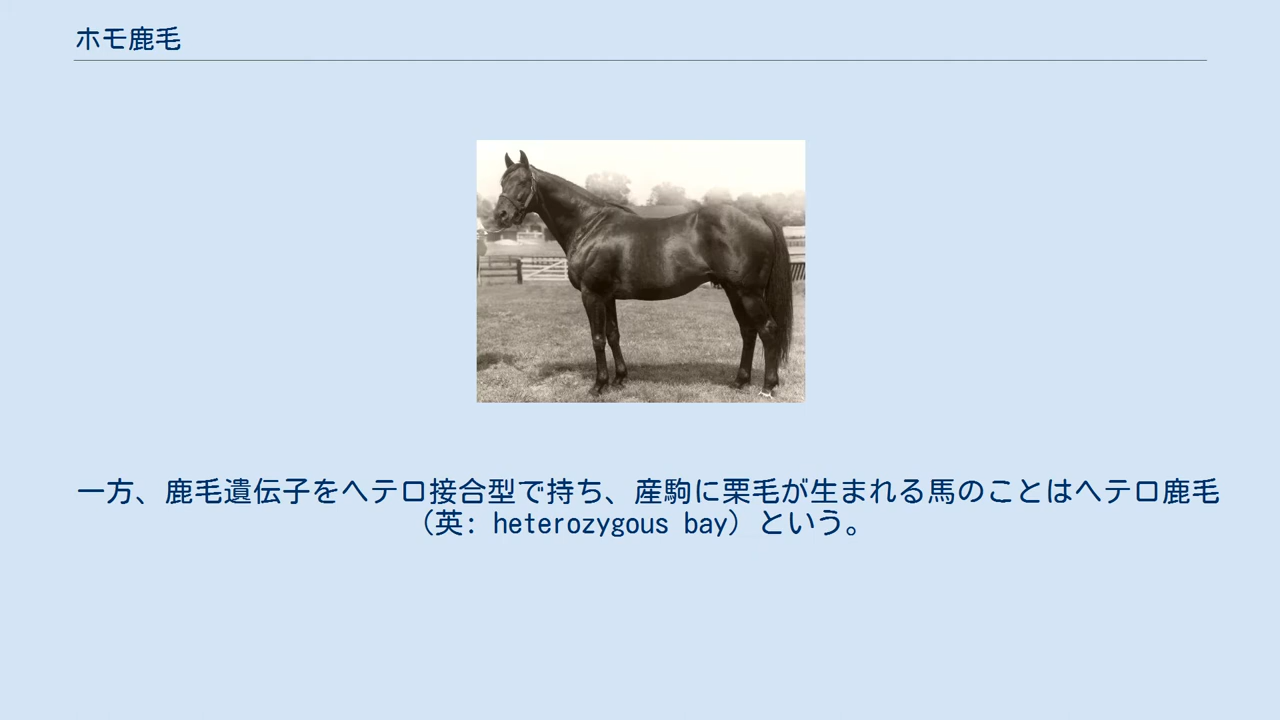 ホモ鹿毛
一方、鹿毛遺伝子をヘテロ接合型で持ち、産駒に栗毛が生まれる馬のことはヘテロ鹿毛
（英: heterozygous bay）という。